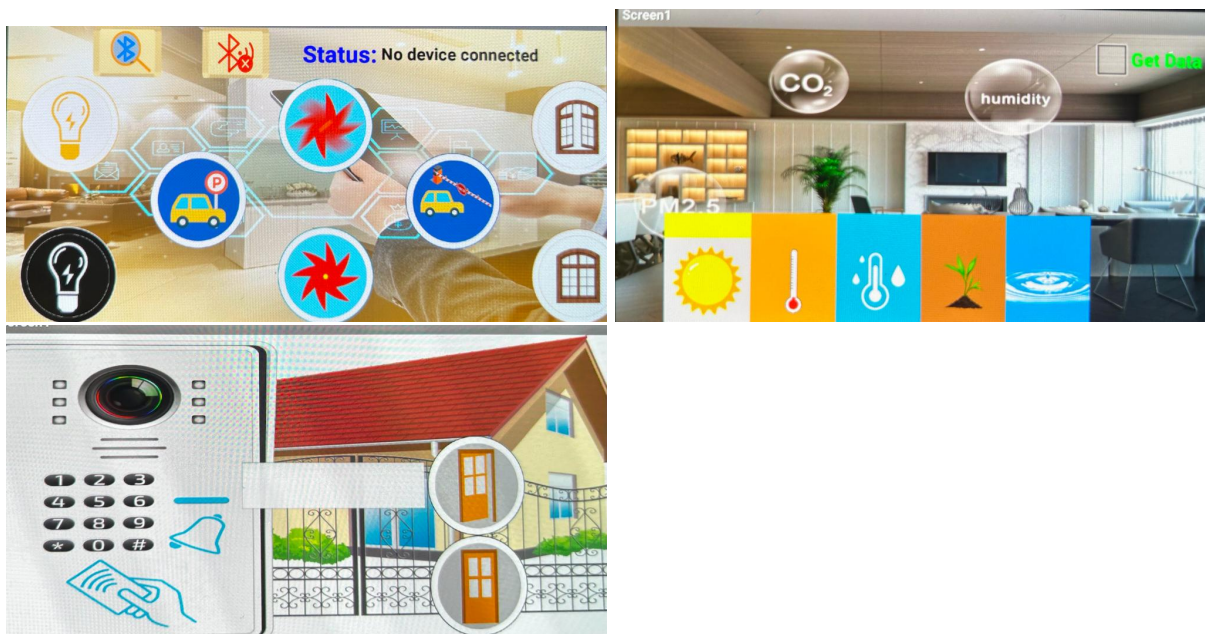 Status: No device connected
P
Screen1
Get Data
CO2
humidity
PM2.5
1 2 3
4 5 6
7 8 9
* 0 #